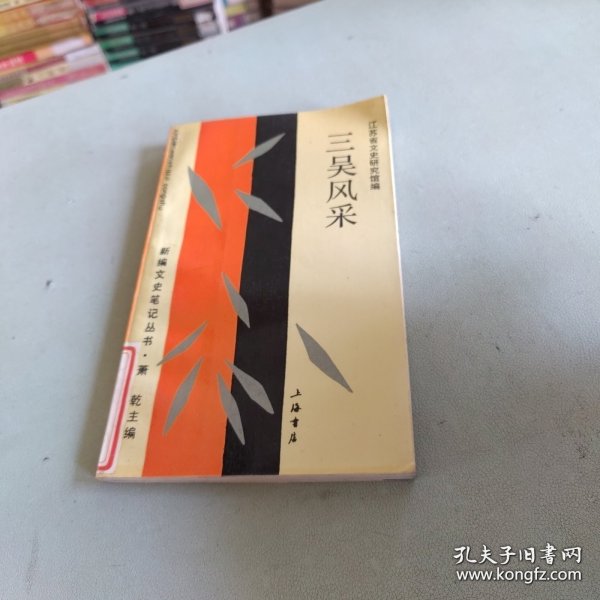 江苏省文史研究馆编
三吴风采
新编文史笔记丛书·萧乾主编
上海书店
孔夫子旧书网
www.kongfz.com